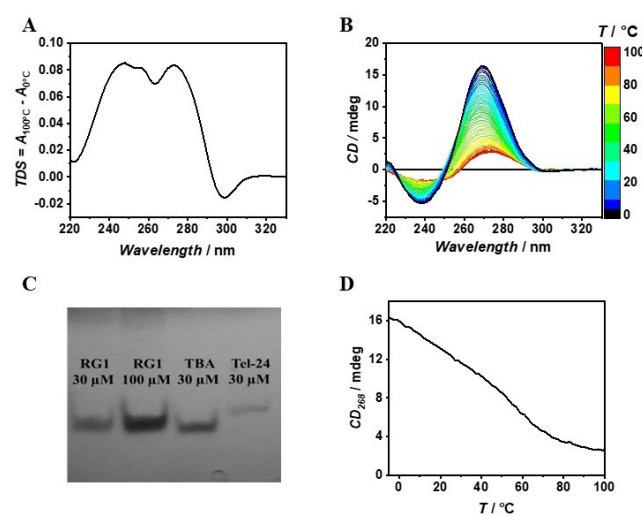 A
TDS = A100°C - A0°C
0.10
0.08
0.06
0.04
0.02
0.00
-0.02
220 240 260 280 300 320
Wavelength / nm
B
CD / mdeg
20
15
10
5
0
-5
220 240 260 280 300 320
Wavelength / nm
T / °C
100
80
60
40
20
0
C
RG1 RG1 TBA Tel-24
30 µM 100 µM 30 µM 30 µM
D
CD268 / mdeg
16
12
8
4
0
0 20 40 60 80 100
T / °C